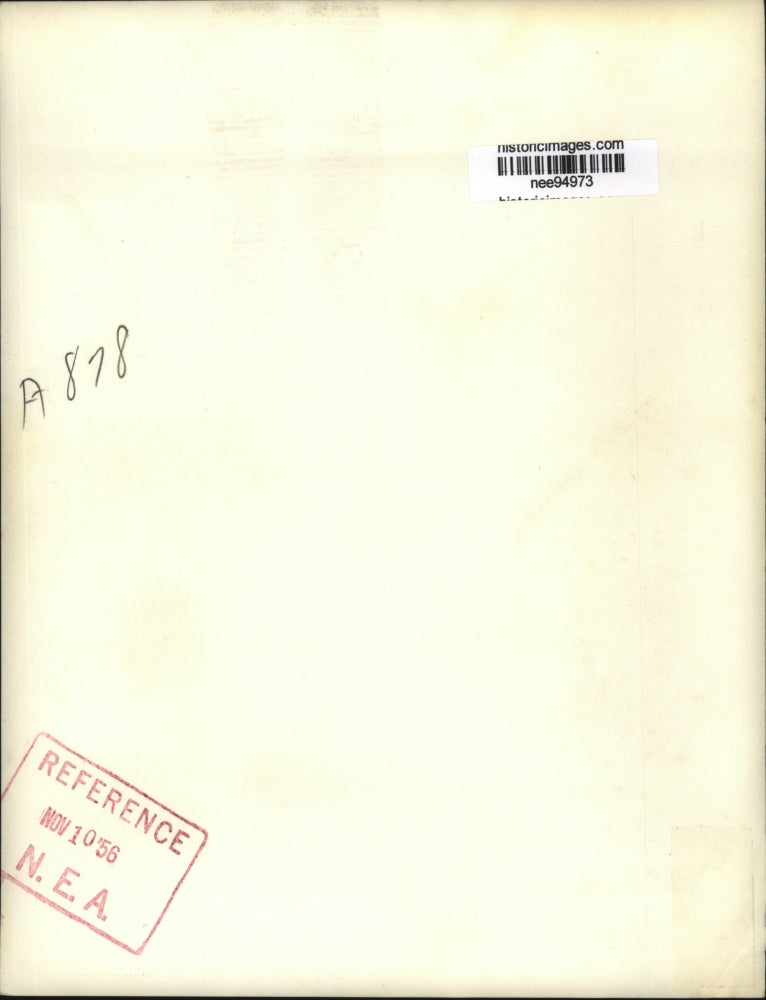 historicimages.com
nee94973
A 878
REFERENCE
NOV 10 '56
N. E. A.